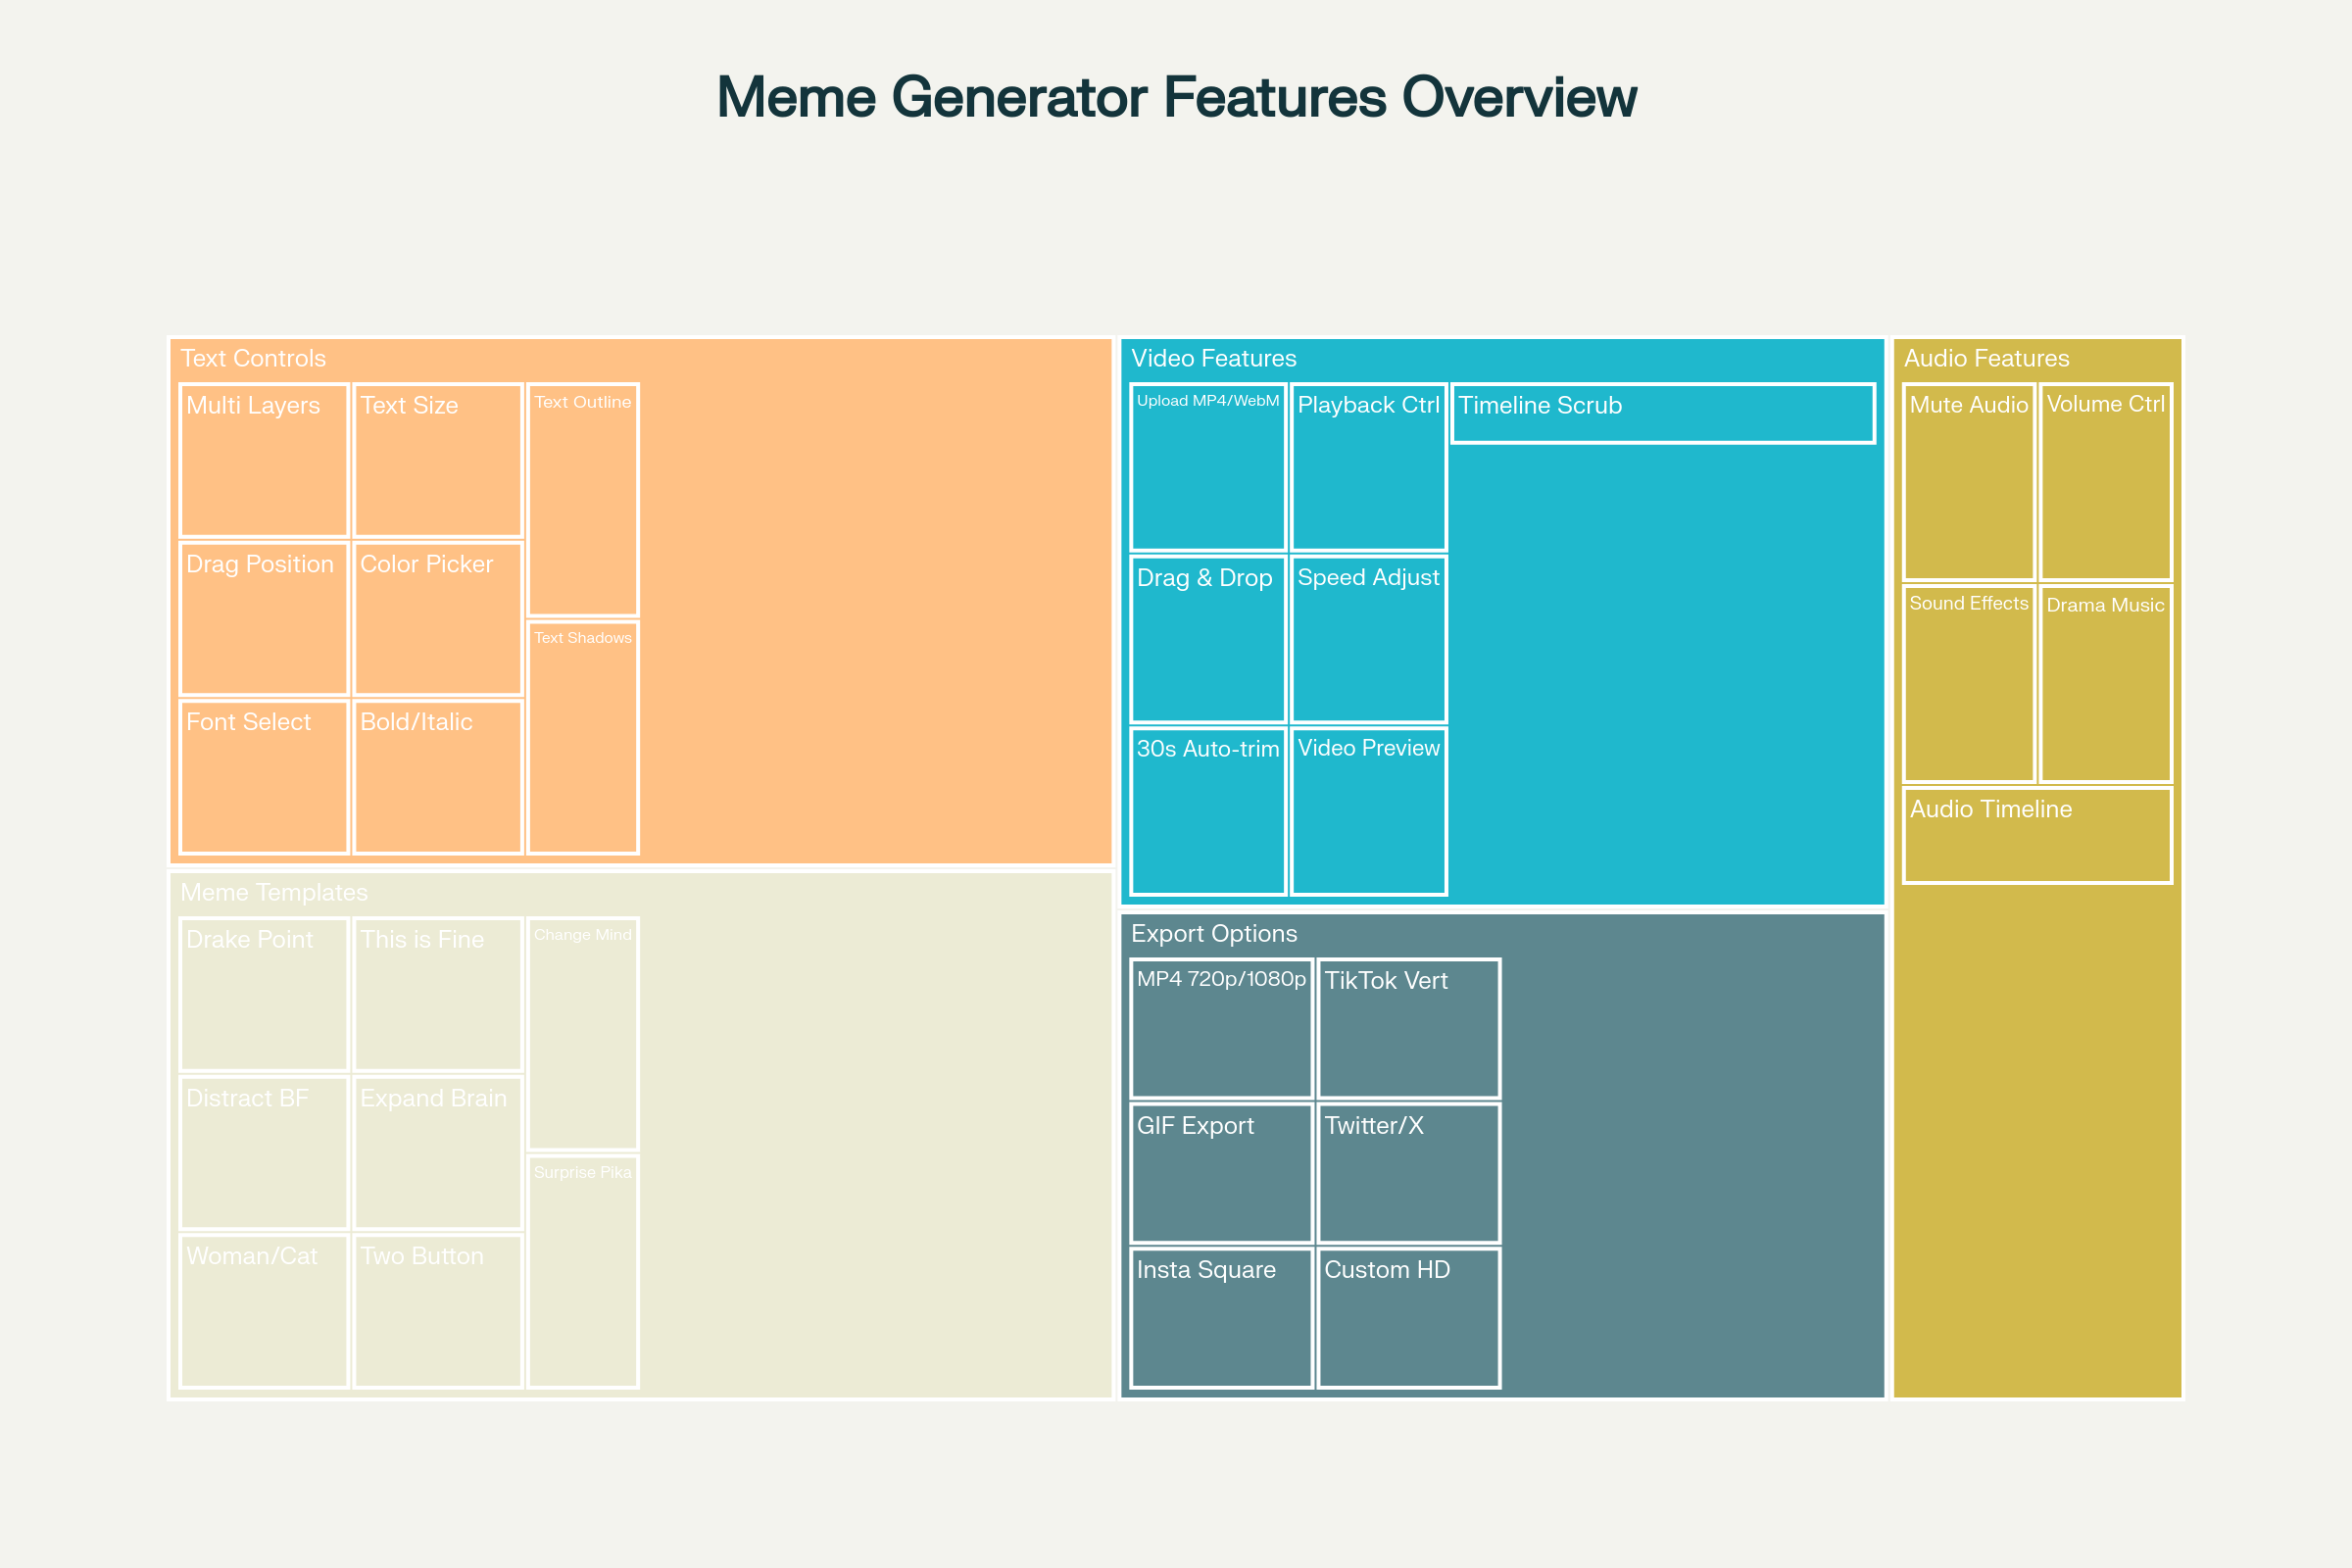 Meme Generator Features Overview
Text Controls
Multi Layers
Text Size
Text Outline
Drag Position
Color Picker
Text Shadows
Font Select
Bold/Italic
Meme Templates
Drake Point
This is Fine
Change Mind
Distract BF
Expand Brain
Surprise Pika
Woman/Cat
Two Button
Video Features
Upload MP4/WebM
Playback Ctrl
Timeline Scrub
Drag & Drop
Speed Adjust
30s Auto-trim
Video Preview
Export Options
MP4 720p/1080p
TikTok Vert
GIF Export
Twitter/X
Insta Square
Custom HD
Audio Features
Mute Audio
Volume Ctrl
Sound Effects
Drama Music
Audio Timeline